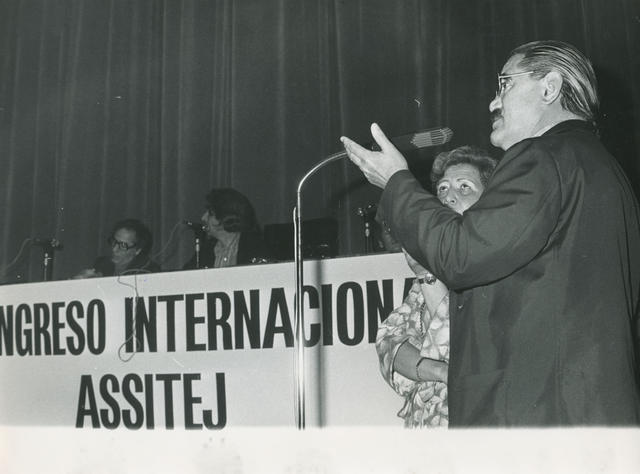 NGRESO INTERNACIONA
ASSITEJ